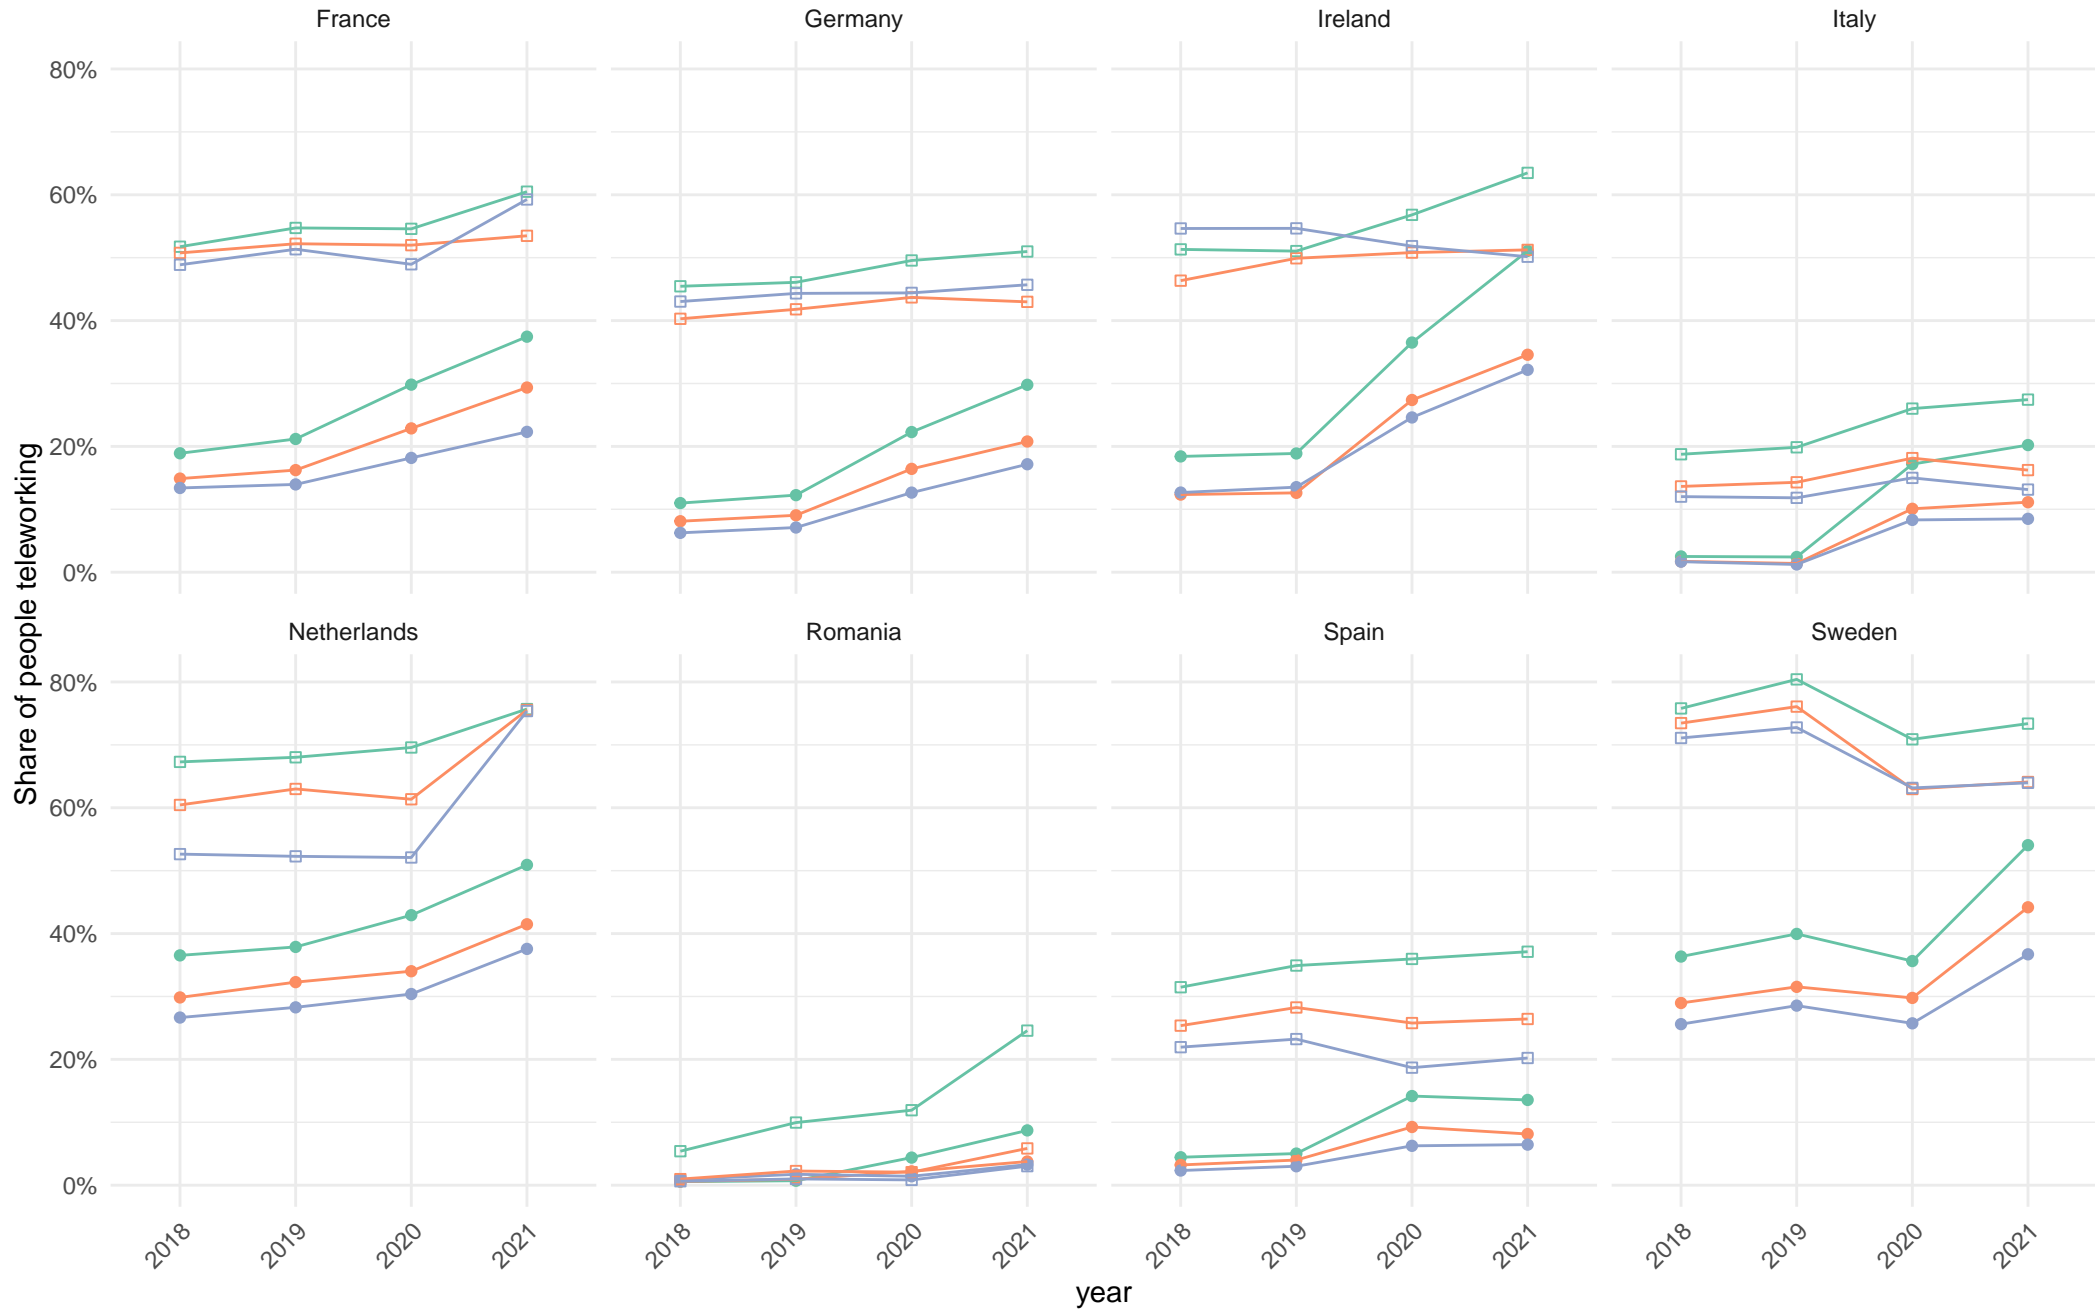 France Germany Ireland Italy
80%
60%
40%
20%
0%
Netherlands Romania Spain Sweden
80%
60%
40%
20%
0%
Share of people teleworking
2018 2019 2020 2021 2018 2019 2020 2021 2018 2019 2020 2021 2018 2019 2020 2021
year